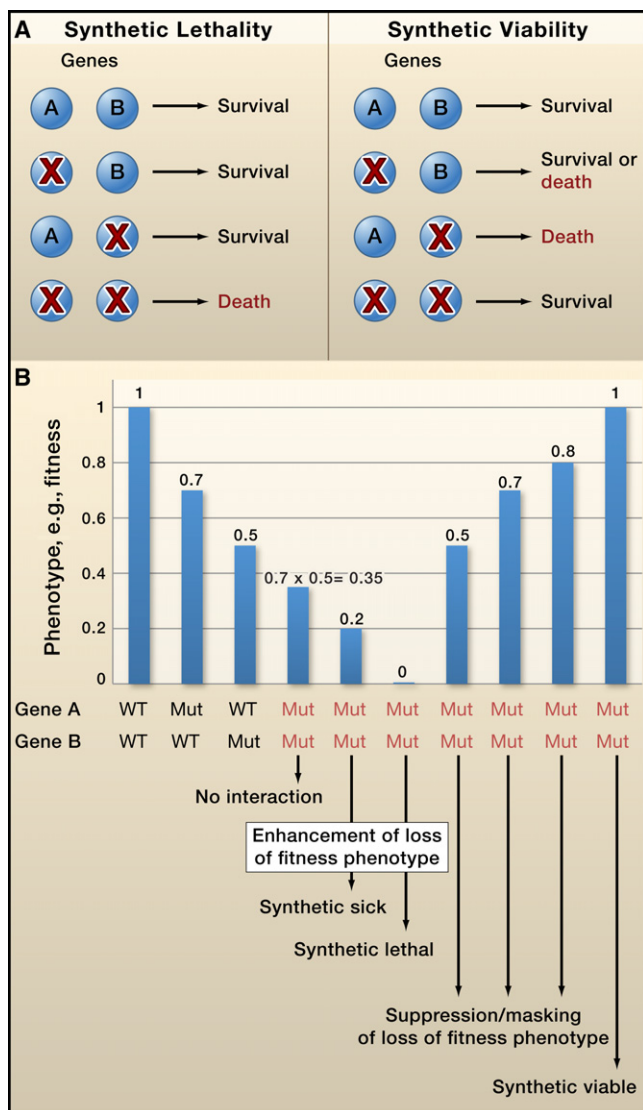 A
Synthetic Lethality
Genes
A B Survival
X B Survival
A X Survival
X X Death
Synthetic Viability
Genes
A B Survival
X B Survival or
death
A X Death
X X Survival
B
Phenotype, e.g., fitness
1
0.8
0.6
0.4
0.2
0
1
0.7
0.5
0.7 x 0.5= 0.35
0.2
0
0.5
0.7
0.8
1
Gene A WT Mut WT Mut Mut Mut Mut Mut Mut Mut
Gene B WT WT Mut Mut Mut Mut Mut Mut Mut Mut
No interaction
Enhancement of loss
of fitness phenotype
Synthetic sick
Synthetic lethal
Suppression/masking
of loss of fitness phenotype
Synthetic viable